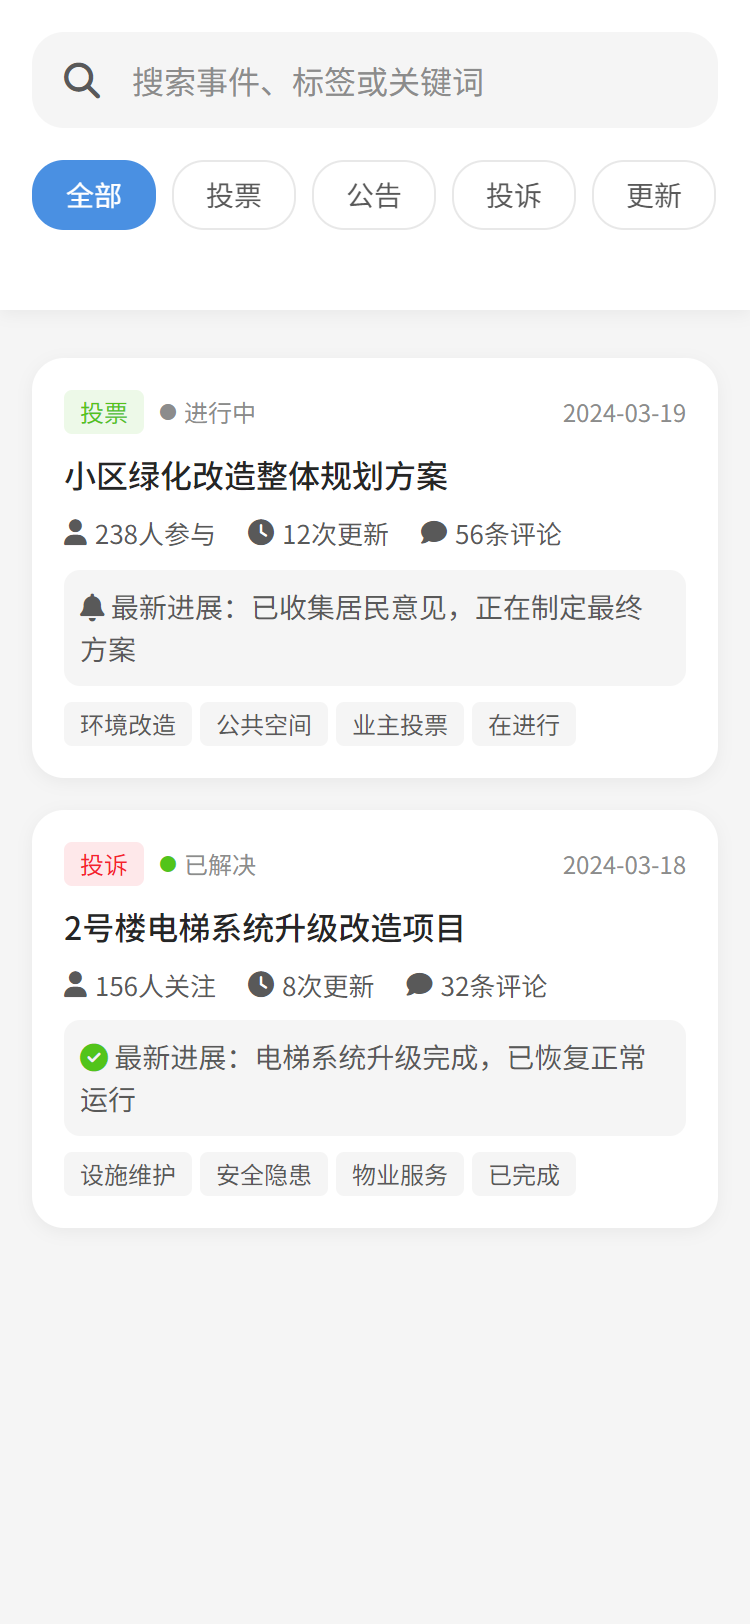 搜索事件、标签或关键词
全部 投票 公告 投诉 更新
投票 进行中 2024-03-19
小区绿化改造整体规划方案
238人参与 12次更新 56条评论
最新进展：已收集居民意见，正在制定最终
方案
环境改造 公共空间 业主投票 在进行
投诉 已解决 2024-03-18
2号楼电梯系统升级改造项目
156人关注 8次更新 32条评论
最新进展：电梯系统升级完成，已恢复正常
运行
设施维护 安全隐患 物业服务 已完成